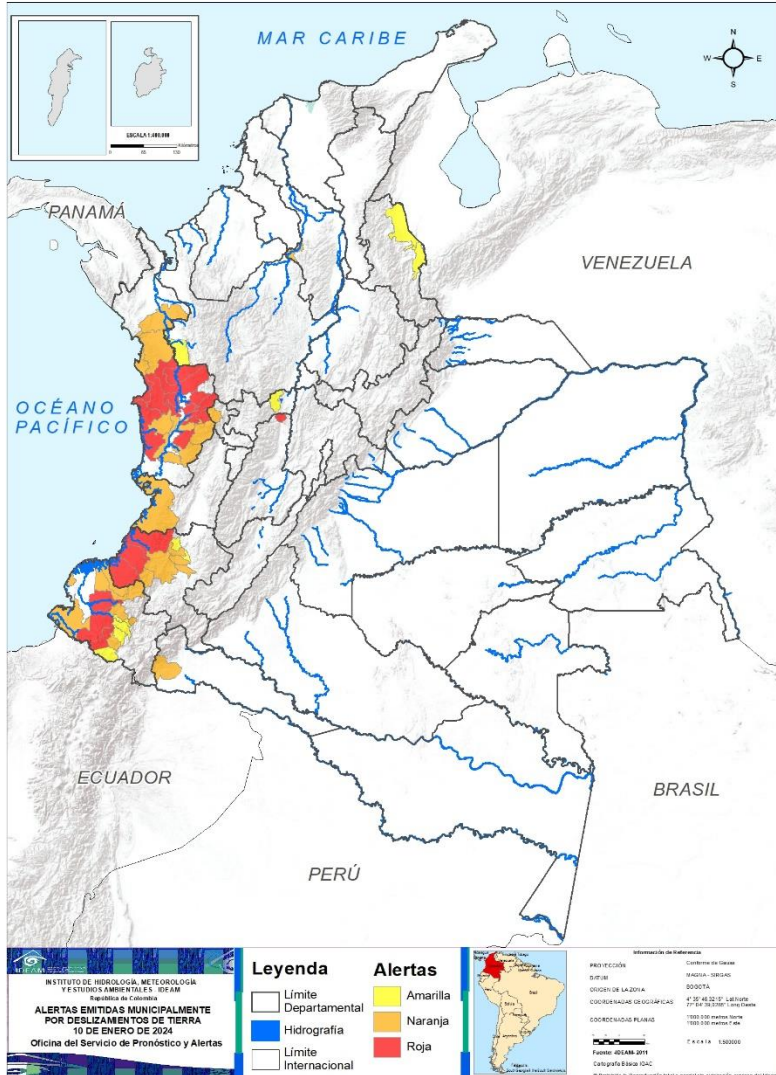 MAR CARIBE
N
W
E
S
ESCALA 1:600,000
PANAMÁ
VENEZUELA
OCÉANO
PACÍFICO
ECUADOR
BRASIL
PERÚ
IDEAM
INSTITUTO DE HIDROLOGÍA, METEOROLOGÍA
Y ESTUDIOS AMBIENTALES - IDEAM
República de Colombia
ALERTAS EMITIDAS MUNICIPALMENTE
POR DESLIZAMIENTOS DE TIERRA
10 DE ENERO DE 2024
Oficina del Servicio de Pronóstico y Alertas
Leyenda
Límite
Departamental
Hidrografía
Límite
Internacional
Alertas
Amarilla
Naranja
Roja
Información de Referencia
PROYECCIÓN Conforme de Gauss
DATUM MAGNA - SIRGAS
ORIGEN DE LA ZONA BOGOTÁ
COORDENADAS GEOGRÁFICAS
COORDENADAS PLANAS
Escala
Fuente: IDEAM- 2011
Cartografía Básica IGAC